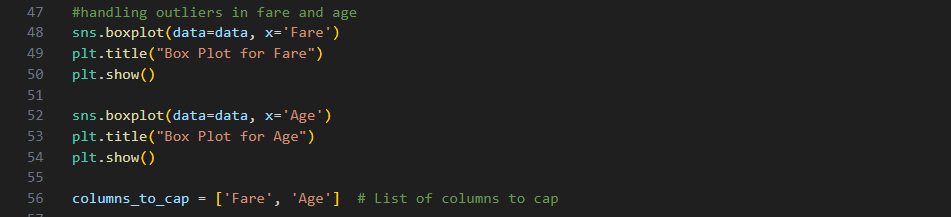 47 #handling outliers in fare and age
48 sns.boxplot(data=data, x='Fare')
49 plt.title("Box Plot for Fare")
50 plt.show()
51
52 sns.boxplot(data=data, x='Age')
53 plt.title("Box Plot for Age")
54 plt.show()
55
56 columns_to_cap = ['Fare', 'Age']  # List of columns to cap